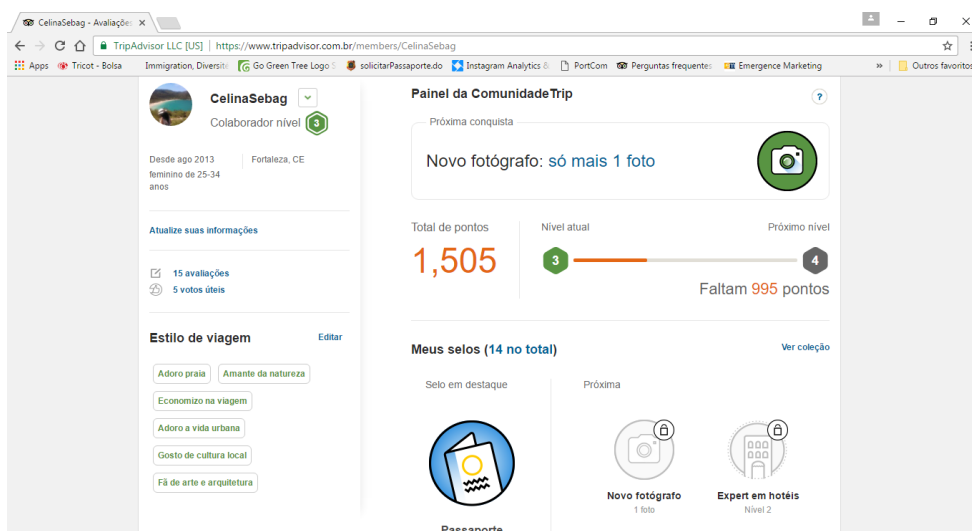 CelinaSebag - Avaliações
TripAdvisor LLC [US] | https://www.tripadvisor.com.br/members/CelinaSebag
Apps Tricot - Bolsa Immigration, Diversit Go Green Tree Logo S solicitarPassaporte.do Instagram Analytics & PortCom Perguntas frequentes Emergence Marketing » Outros favoritos
CelinaSebag
Colaborador nível 3
Desde ago 2013 Fortaleza, CE
feminino de 25-34
anos
Atualize suas informações
15 avaliações
5 votos úteis
Estilo de viagem Editar
Adoro praia Amante da natureza
Economizo na viagem
Adoro a vida urbana
Gosto de cultura local
Fã de arte e arquitetura
Painel da ComunidadeTrip ?
Próxima conquista
Novo fotógrafo: só mais 1 foto
Total de pontos Nível atual Próximo nível
1,505 3 4
Faltam 995 pontos
Meus selos (14 no total) Ver coleção
Selo em destaque Próxima
Novo fotógrafo Expert em hotéis
1 foto Nível 2
Passaporte